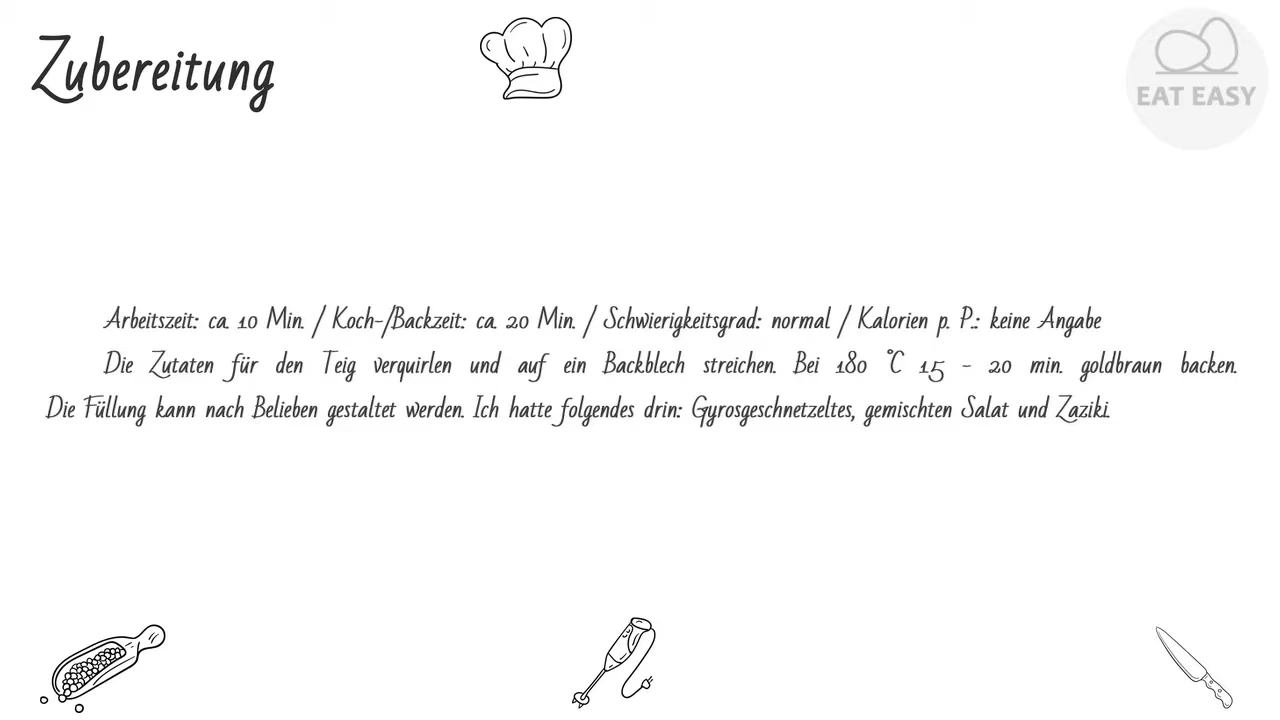 Zubereitung
EAT EASY
Arbeitszeit: ca. 10 Min. / Koch-/Backzeit: ca. 20 Min. / Schwierigkeitsgrad: normal / Kalorien p. P.: keine Angabe
Die Zutaten für den Teig verquirlen und auf ein Backblech streichen. Bei 180 °C 15 - 20 min. goldbraun backen.
Die Füllung kann nach Belieben gestaltet werden. Ich hatte folgendes drin: Gyrosgeschnetzeltes, gemischten Salat und Zaziki.